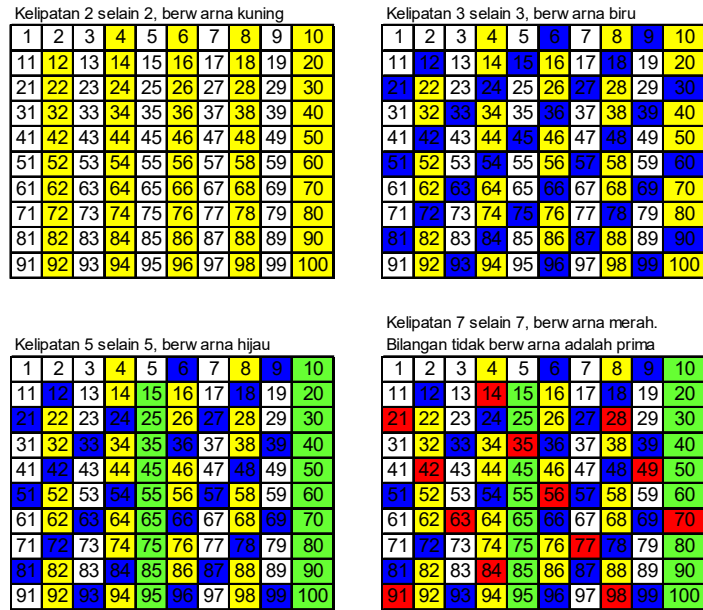 Kelipatan 2 selain 2, berwarna kuning
1 2 3 4 5 6 7 8 9 10
11 12 13 14 15 16 17 18 19 20
21 22 23 24 25 26 27 28 29 30
31 32 33 34 35 36 37 38 39 40
41 42 43 44 45 46 47 48 49 50
51 52 53 54 55 56 57 58 59 60
61 62 63 64 65 66 67 68 69 70
71 72 73 74 75 76 77 78 79 80
81 82 83 84 85 86 87 88 89 90
91 92 93 94 95 96 97 98 99 100
Kelipatan 3 selain 3, berwarna biru
1 2 3 4 5 6 7 8 9 10
11 12 13 14 15 16 17 18 19 20
21 22 23 24 25 26 27 28 29 30
31 32 33 34 35 36 37 38 39 40
41 42 43 44 45 46 47 48 49 50
51 52 53 54 55 56 57 58 59 60
61 62 63 64 65 66 67 68 69 70
71 72 73 74 75 76 77 78 79 80
81 82 83 84 85 86 87 88 89 90
91 92 93 94 95 96 97 98 99 100
Kelipatan 5 selain 5, berwarna hijau
1 2 3 4 5 6 7 8 9 10
11 12 13 14 15 16 17 18 19 20
21 22 23 24 25 26 27 28 29 30
31 32 33 34 35 36 37 38 39 40
41 42 43 44 45 46 47 48 49 50
51 52 53 54 55 56 57 58 59 60
61 62 63 64 65 66 67 68 69 70
71 72 73 74 75 76 77 78 79 80
81 82 83 84 85 86 87 88 89 90
91 92 93 94 95 96 97 98 99 100
Kelipatan 7 selain 7, berwarna merah.
Bilangan tidak berwarna adalah prima
1 2 3 4 5 6 7 8 9 10
11 12 13 14 15 16 17 18 19 20
21 22 23 24 25 26 27 28 29 30
31 32 33 34 35 36 37 38 39 40
41 42 43 44 45 46 47 48 49 50
51 52 53 54 55 56 57 58 59 60
61 62 63 64 65 66 67 68 69 70
71 72 73 74 75 76 77 78 79 80
81 82 83 84 85 86 87 88 89 90
91 92 93 94 95 96 97 98 99 100